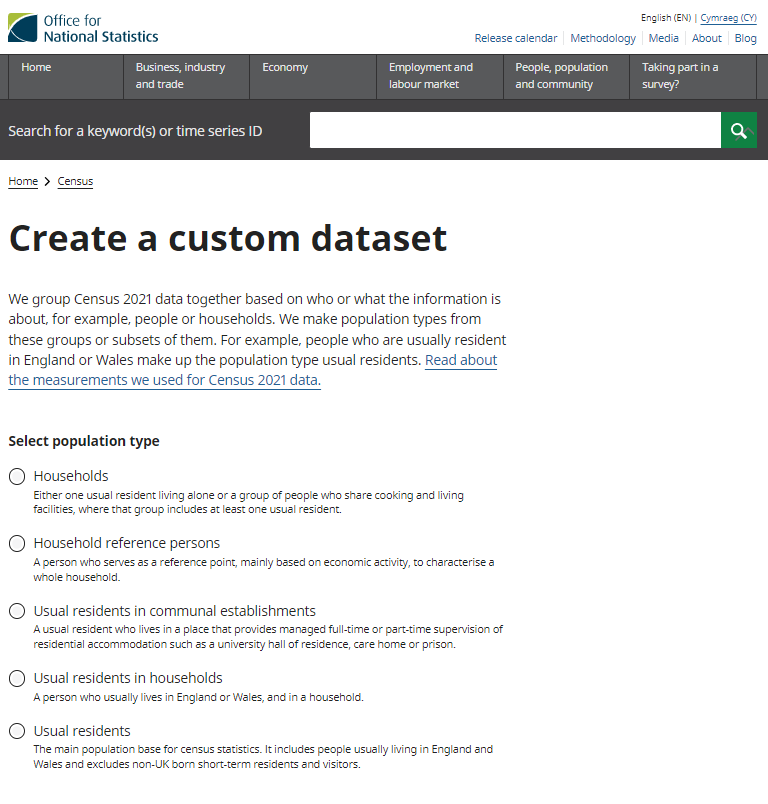 Office for
National Statistics
English (EN) | Cymraeg (CY)
Release calendar Methodology Media About Blog
Home
Business, industry
and trade
Economy
Employment and
labour market
People, population
and community
Taking part in a
survey?
Search for a keyword(s) or time series ID
Home > Census
Create a custom dataset
We group Census 2021 data together based on who or what the information is
about, for example, people or households. We make population types from
these groups or subsets of them. For example, people who are usually resident
in England or Wales make up the population type usual residents. Read about
the measurements we used for Census 2021 data.
Select population type
Households
Either one usual resident living alone or a group of people who share cooking and living
facilities, where that group includes at least one usual resident.
Household reference persons
A person who serves as a reference point, mainly based on economic activity, to characterise a
whole household.
Usual residents in communal establishments
A usual resident who lives in a place that provides managed full-time or part-time supervision of
residential accommodation such as a university hall of residence, care home or prison.
Usual residents in households
A person who usually lives in England or Wales, and in a household.
Usual residents
The main population base for census statistics. It includes people usually living in England and
Wales and excludes non-UK born short-term residents and visitors.